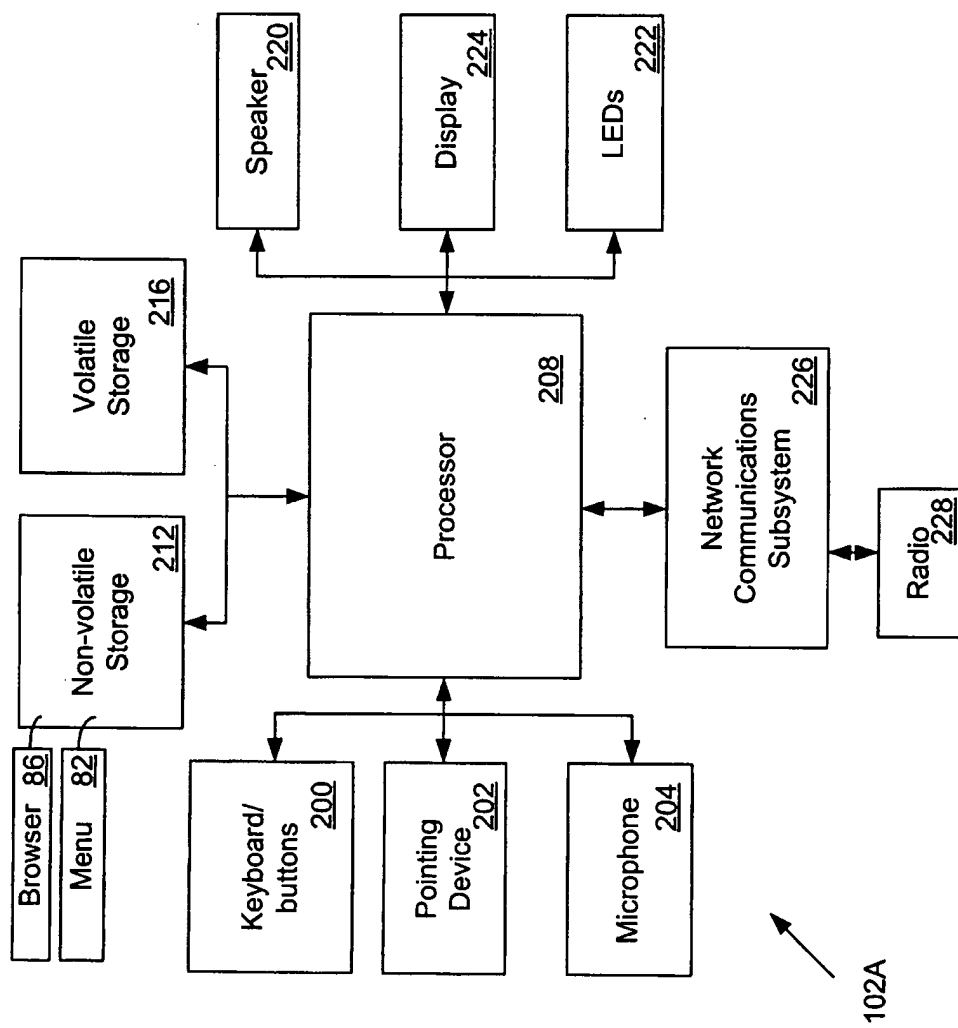 Browser 86
Menu 82
Non-volatile
Storage
212
Volatile
Storage
216
Keyboard/
buttons
200
Pointing
Device
202
Microphone
204
Processor
208
Speaker
220
Display
224
LEDs
222
Network
Communications
Subsystem
226
Radio
228
102A